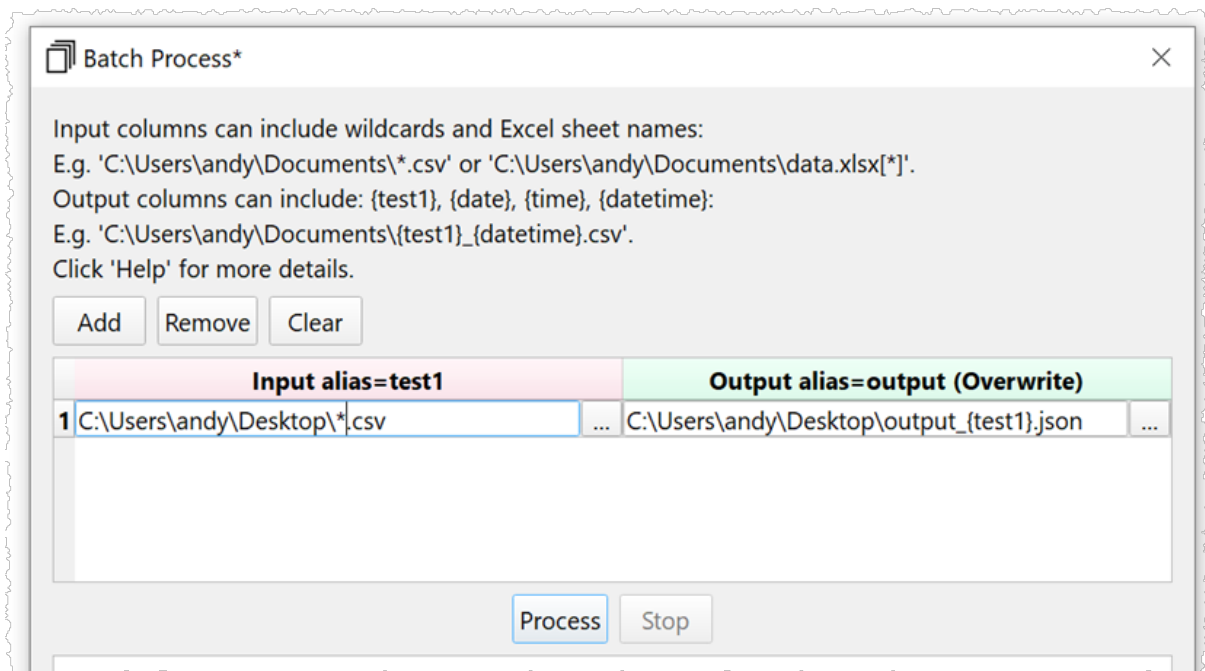 Batch Process*
Input columns can include wildcards and Excel sheet names:
E.g. 'C:\Users\andy\Documents\*.csv' or 'C:\Users\andy\Documents\data.xlsx[*]'.
Output columns can include: {test1}, {date}, {time}, {datetime}:
E.g. 'C:\Users\andy\Documents\{test1}_{datetime}.csv'.
Click 'Help' for more details.
Add Remove Clear
Input alias=test1 Output alias=output (Overwrite)
1 C:\Users\andy\Desktop\*.csv ... C:\Users\andy\Desktop\output_{test1}.json ...
Process Stop